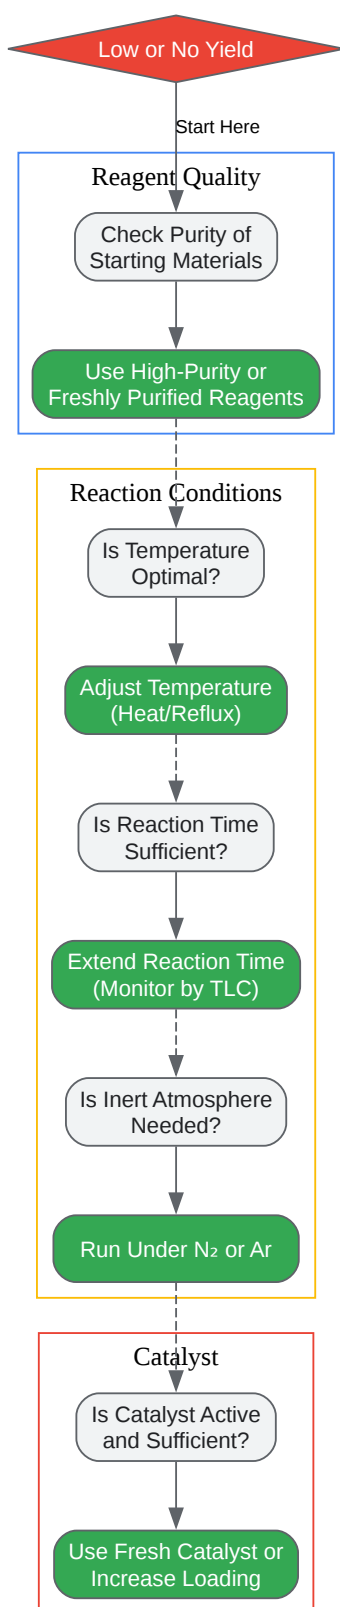 Low or No Yield
Start Here
Reagent Quality
Check Purity of
Starting Materials
Use High-Purity or
Freshly Purified Reagents
Reaction Conditions
Is Temperature
Optimal?
Adjust Temperature
(Heat/Reflux)
Is Reaction Time
Sufficient?
Extend Reaction Time
(Monitor by TLC)
Is Inert Atmosphere
Needed?
Run Under N₂ or Ar
Catalyst
Is Catalyst Active
and Sufficient?
Use Fresh Catalyst or
Increase Loading